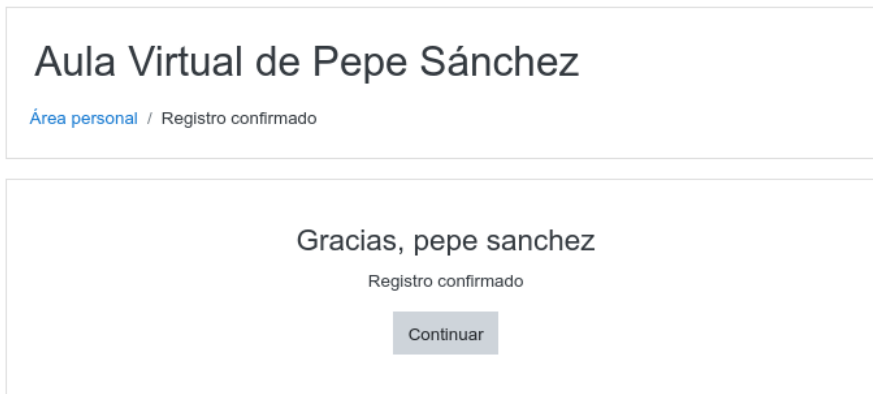 Aula Virtual de Pepe Sánchez
Área personal / Registro confirmado
Gracias, pepe sanchez
Registro confirmado
Continuar